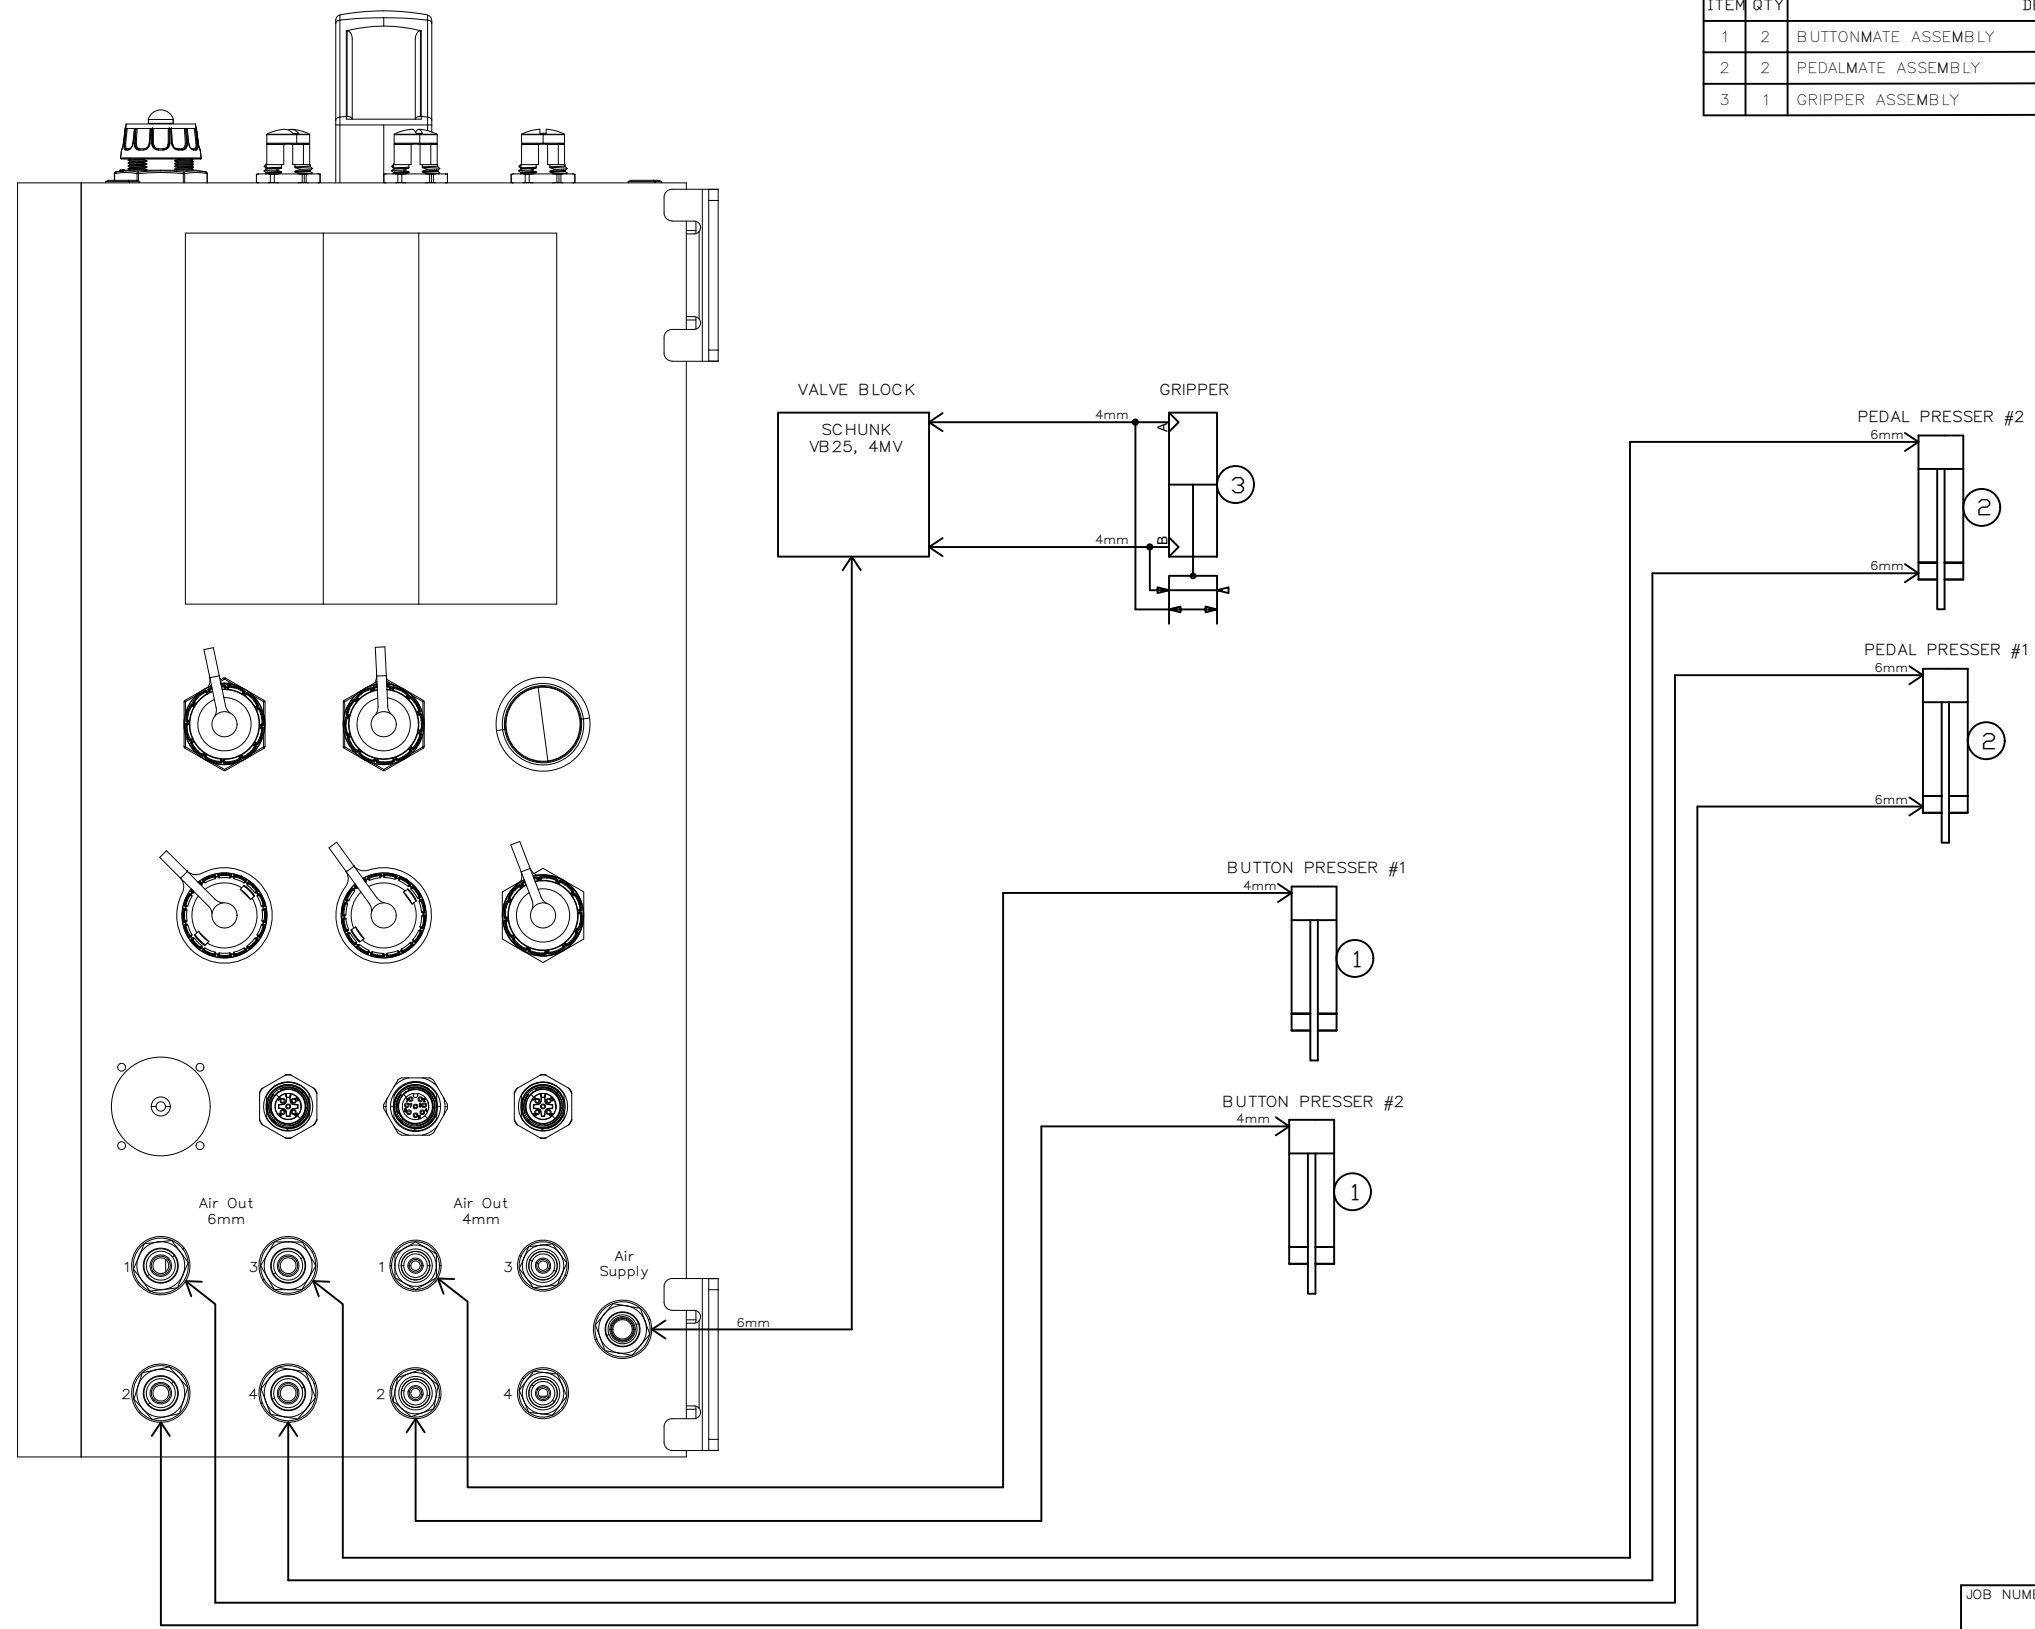 ITEM QTY
1 2 BUTTONMATE ASSEMBLY
2 2 PEDALMATE ASSEMBLY
3 1 GRIPPER ASSEMBLY
VALVE BLOCK
SCHUNK
VB25, 4MV
GRIPPER
4mm
A
3
4mm
B
PEDAL PRESSER #2
6mm
2
6mm
PEDAL PRESSER #1
6mm
2
6mm
BUTTON PRESSER #1
4mm
1
BUTTON PRESSER #2
4mm
1
Air Out
6mm
Air Out
4mm
Air
Supply
1 3 1 3
6mm
2 4 2 4
JOB